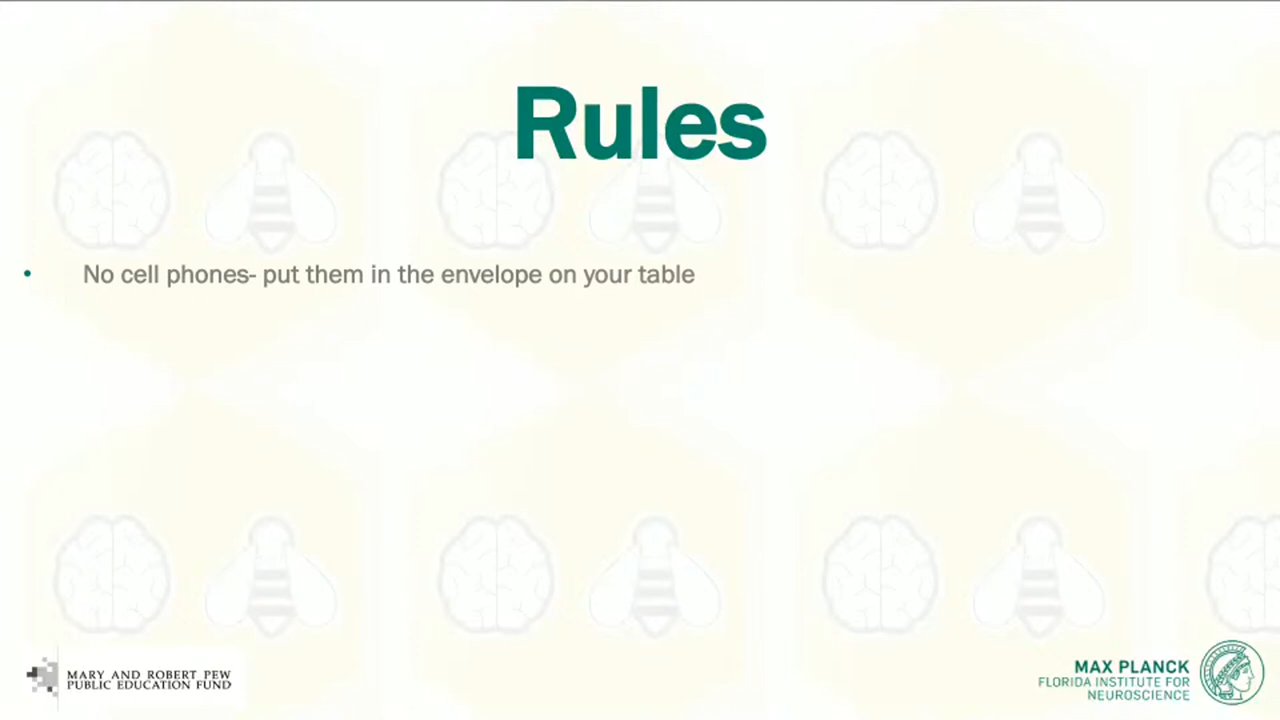 Rules
• No cell phones- put them in the envelope on your table
MARY AND ROBERT PEW
PUBLIC EDUCATION FUND
MAX PLANCK
FLORIDA INSTITUTE FOR
NEUROSCIENCE